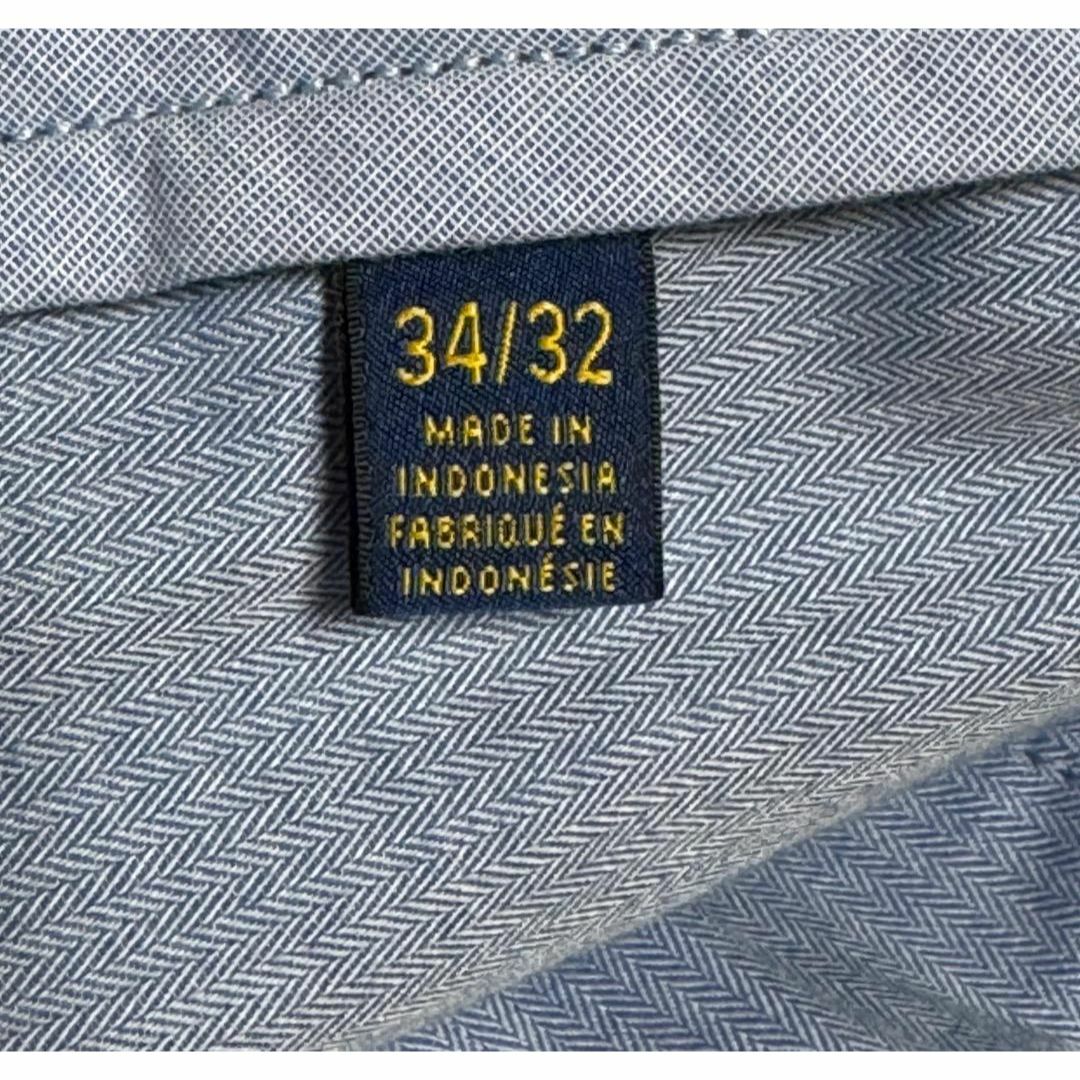 34/32
MADE IN
INDONESIA
FABRIQUÉ EN
INDONÉSIE